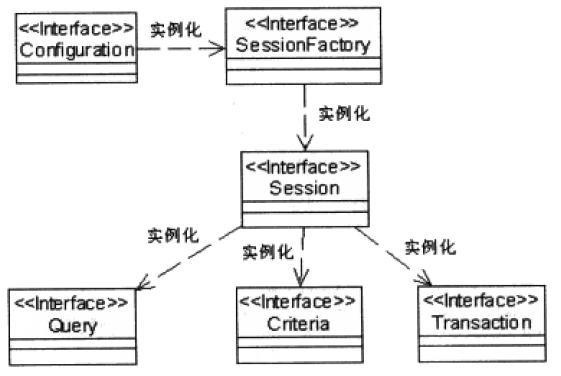 <<Interface>>
Configuration
实例化
<<Interface>>
SessionFactory
实例化
<<Interface>>
Session
实例化
实例化
实例化
<<Interface>>
Query
<<Interface>>
Criteria
<<Interface>>
Transaction